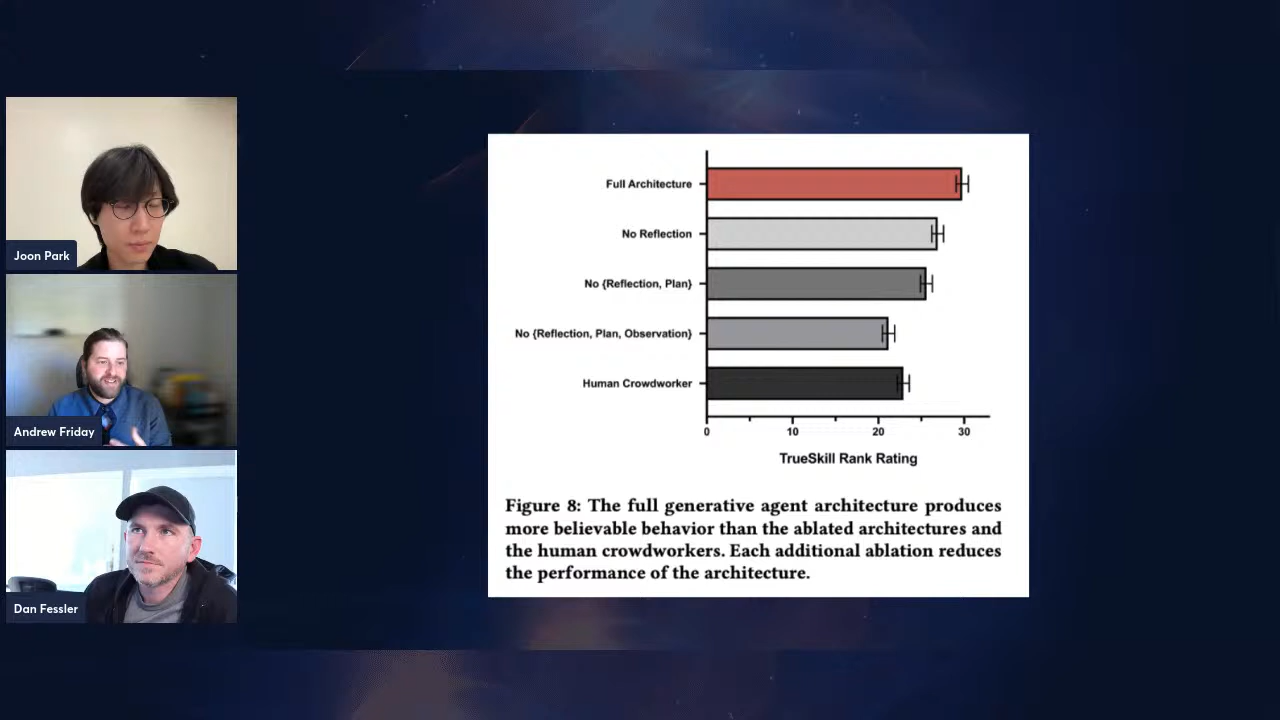 Joon Park
Andrew Friday
Dan Fessler
Full Architecture
No Reflection
No {Reflection, Plan}
No {Reflection, Plan, Observation}
Human Crowdworker
0 10 20 30
TrueSkill Rank Rating
Figure 8: The full generative agent architecture produces
more believable behavior than the ablated architectures and
the human crowdworkers. Each additional ablation reduces
the performance of the architecture.